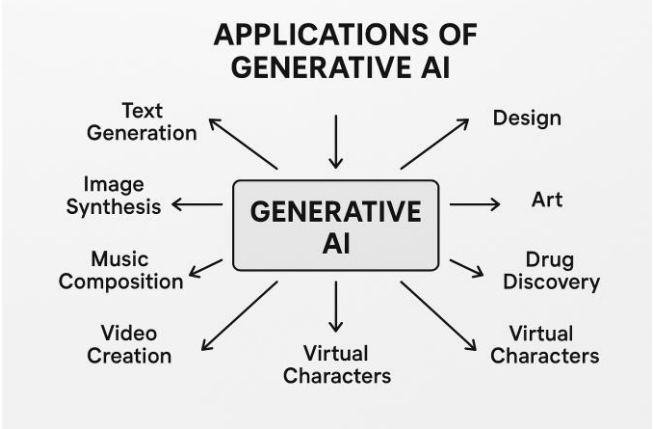 APPLICATIONS OF
GENERATIVE AI
Text
Generation
Design
Image
Synthesis
GENERATIVE
AI
Art
Music
Composition
Drug
Discovery
Video
Creation
Virtual
Characters
Virtual
Characters